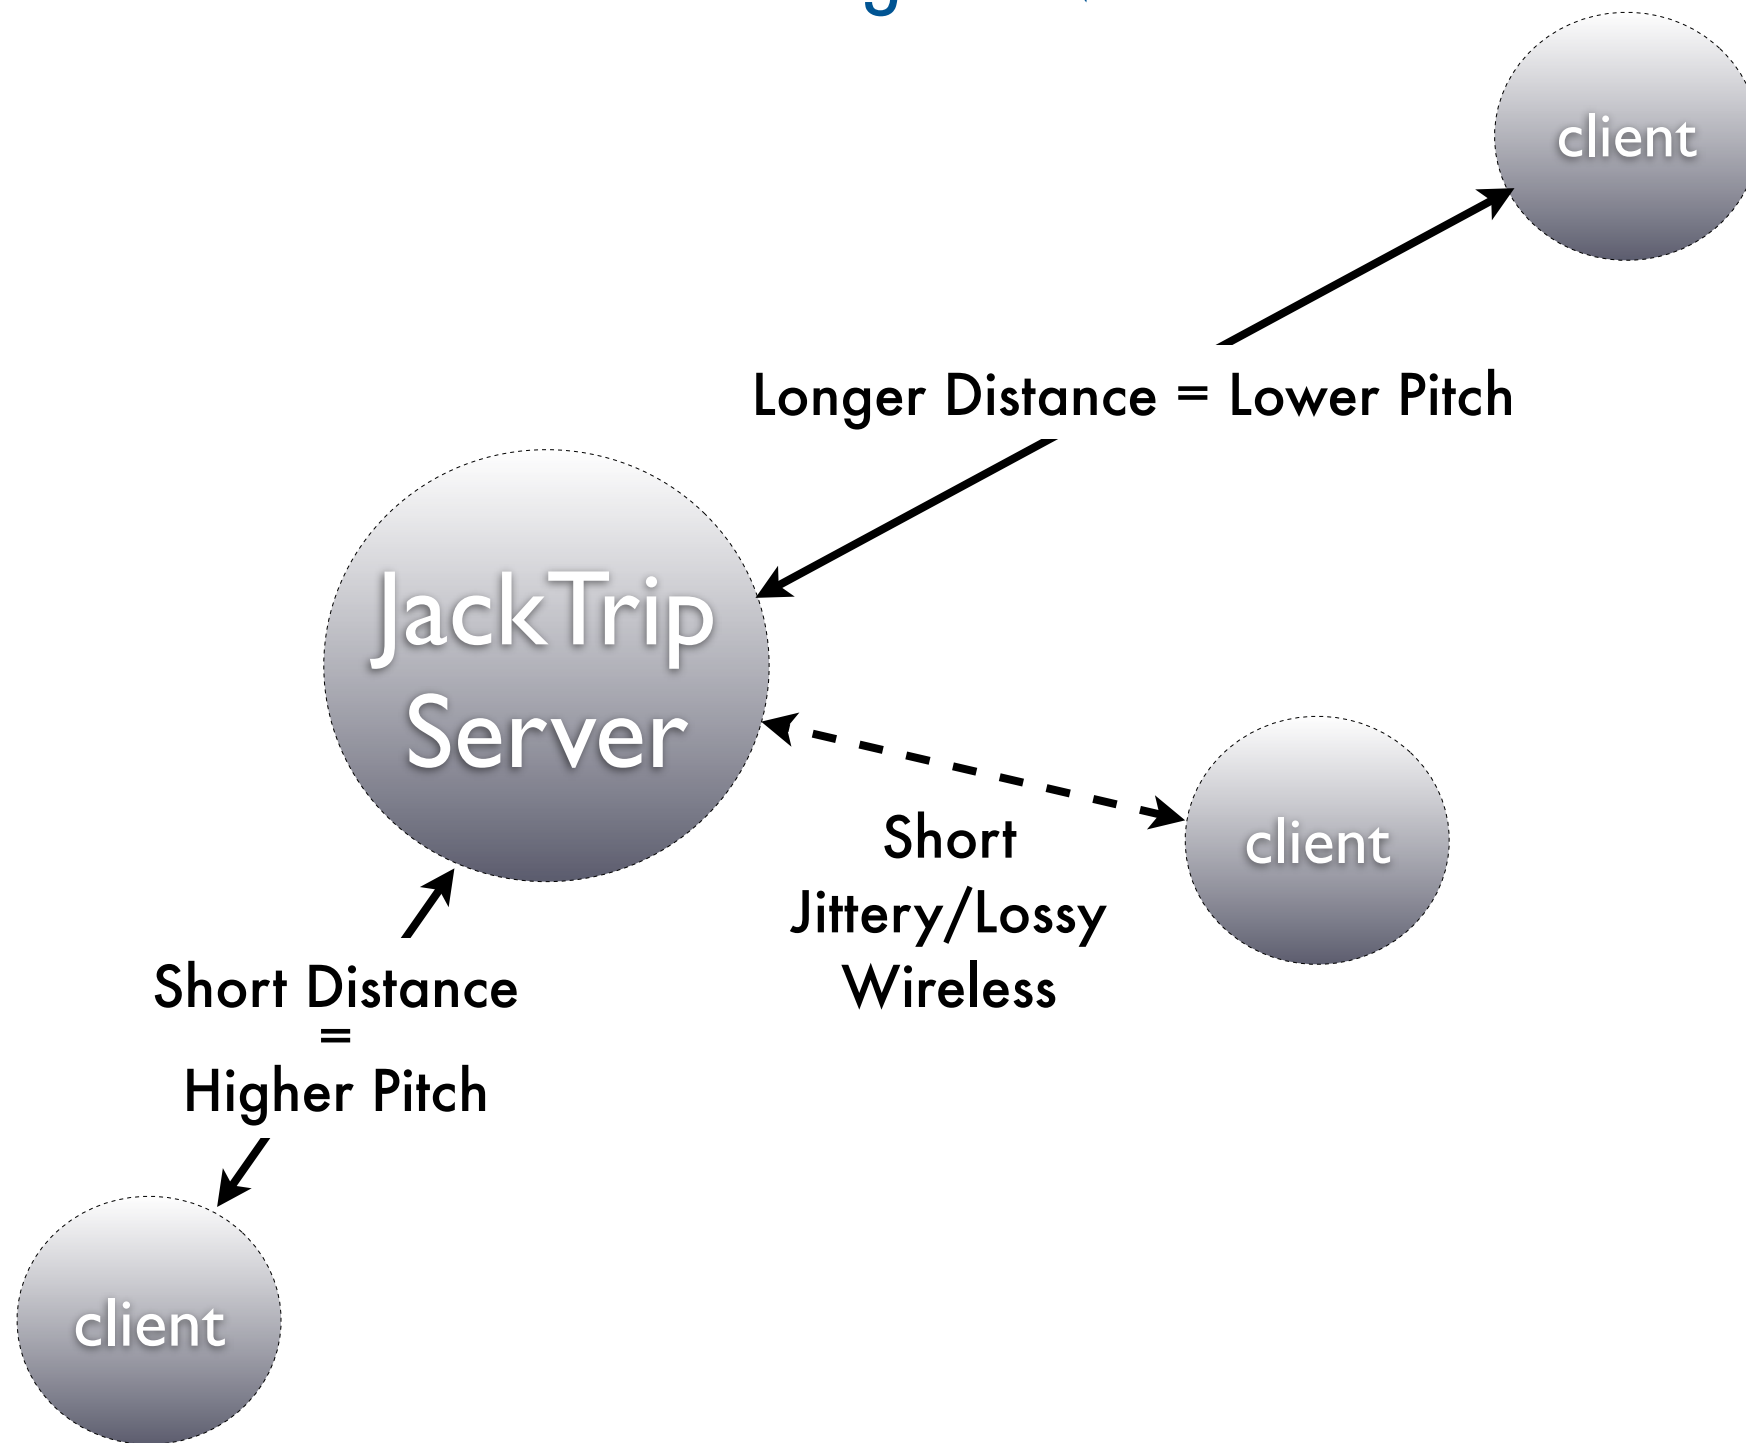 client
Longer Distance = Lower Pitch
JackTrip
Server
Short
Jittery/Lossy
Wireless
client
Short Distance
=
Higher Pitch
client